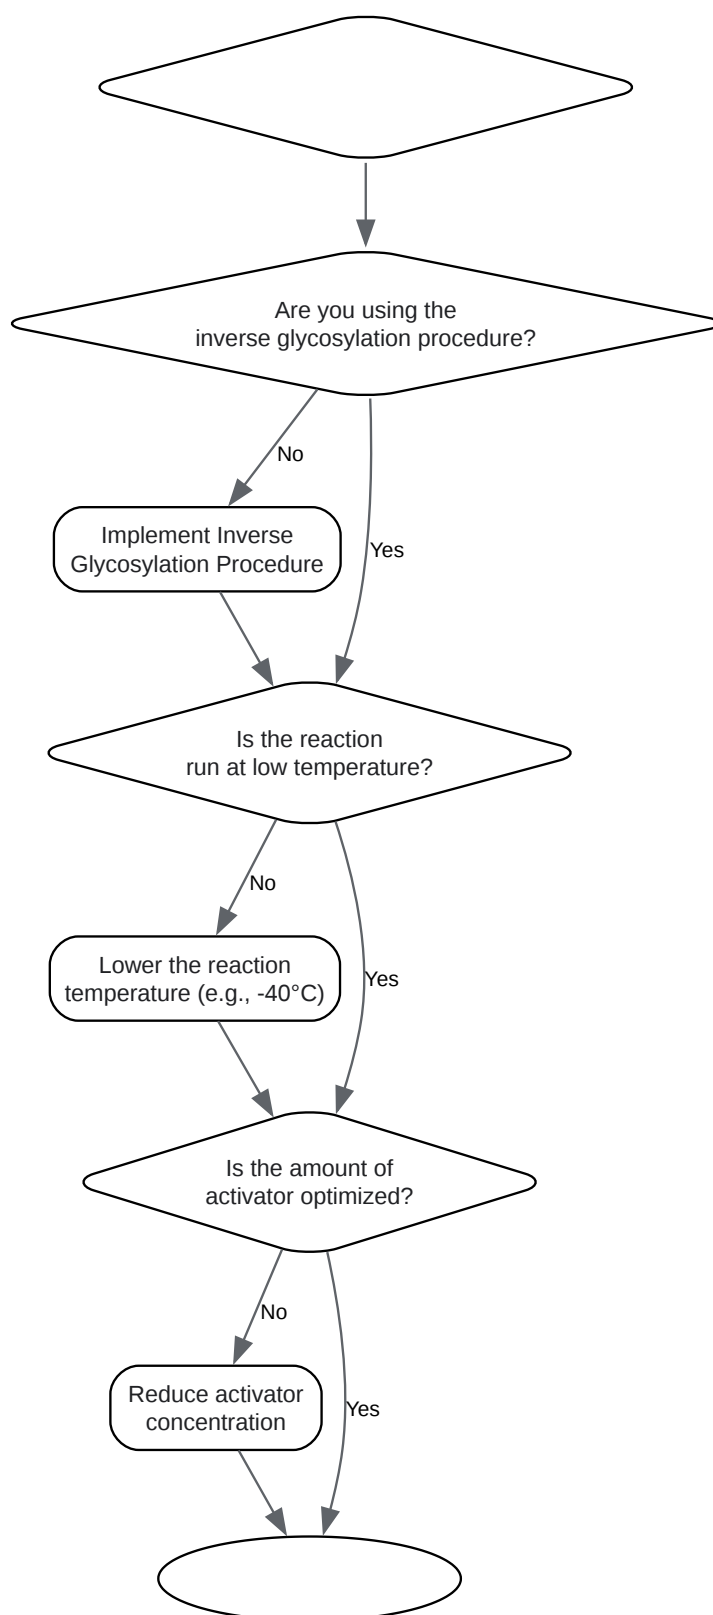 Are you using the
inverse glycosylation procedure?
No
Implement Inverse
Glycosylation Procedure
Yes
Is the reaction
run at low temperature?
No
Lower the reaction
temperature (e.g., -40°C)
Yes
Is the amount of
activator optimized?
No
Reduce activator
concentration
Yes